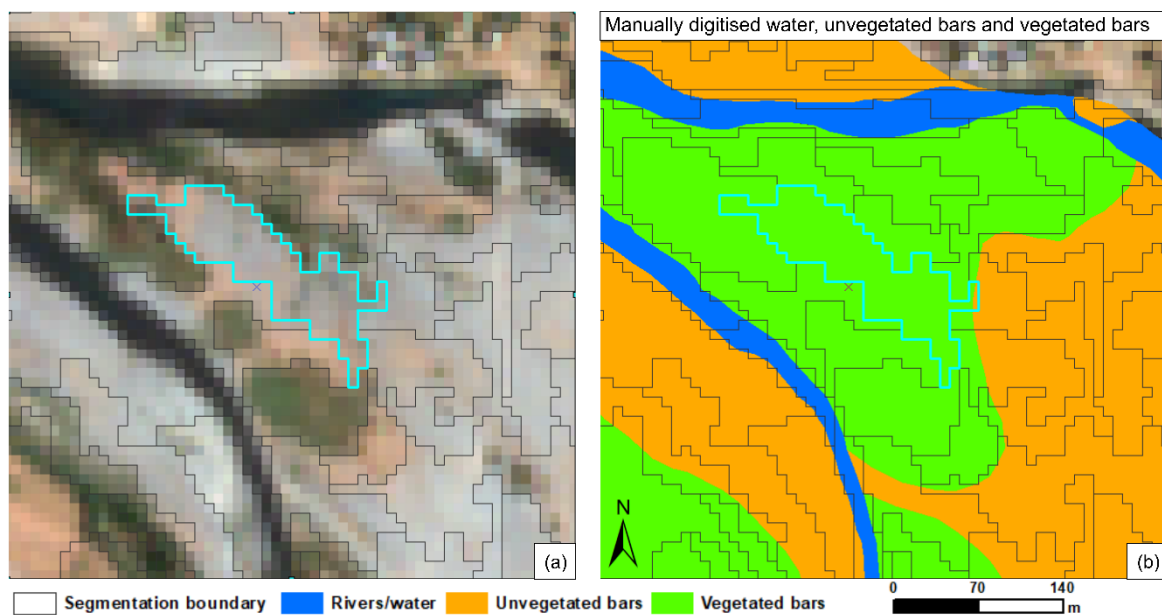 Manually digitised water, unvegetated bars and vegetated bars
(a)
N
(b)
Segmentation boundary
Rivers/water
Unvegetated bars
Vegetated bars
0 70 140
m